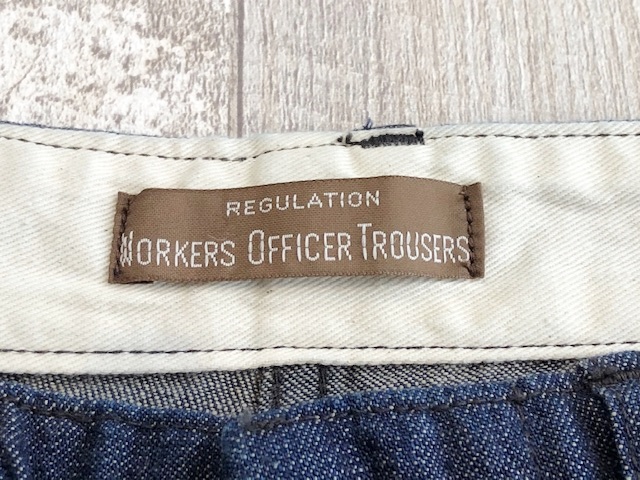 REGULATION
WORKERS OFFICER TROUSERS